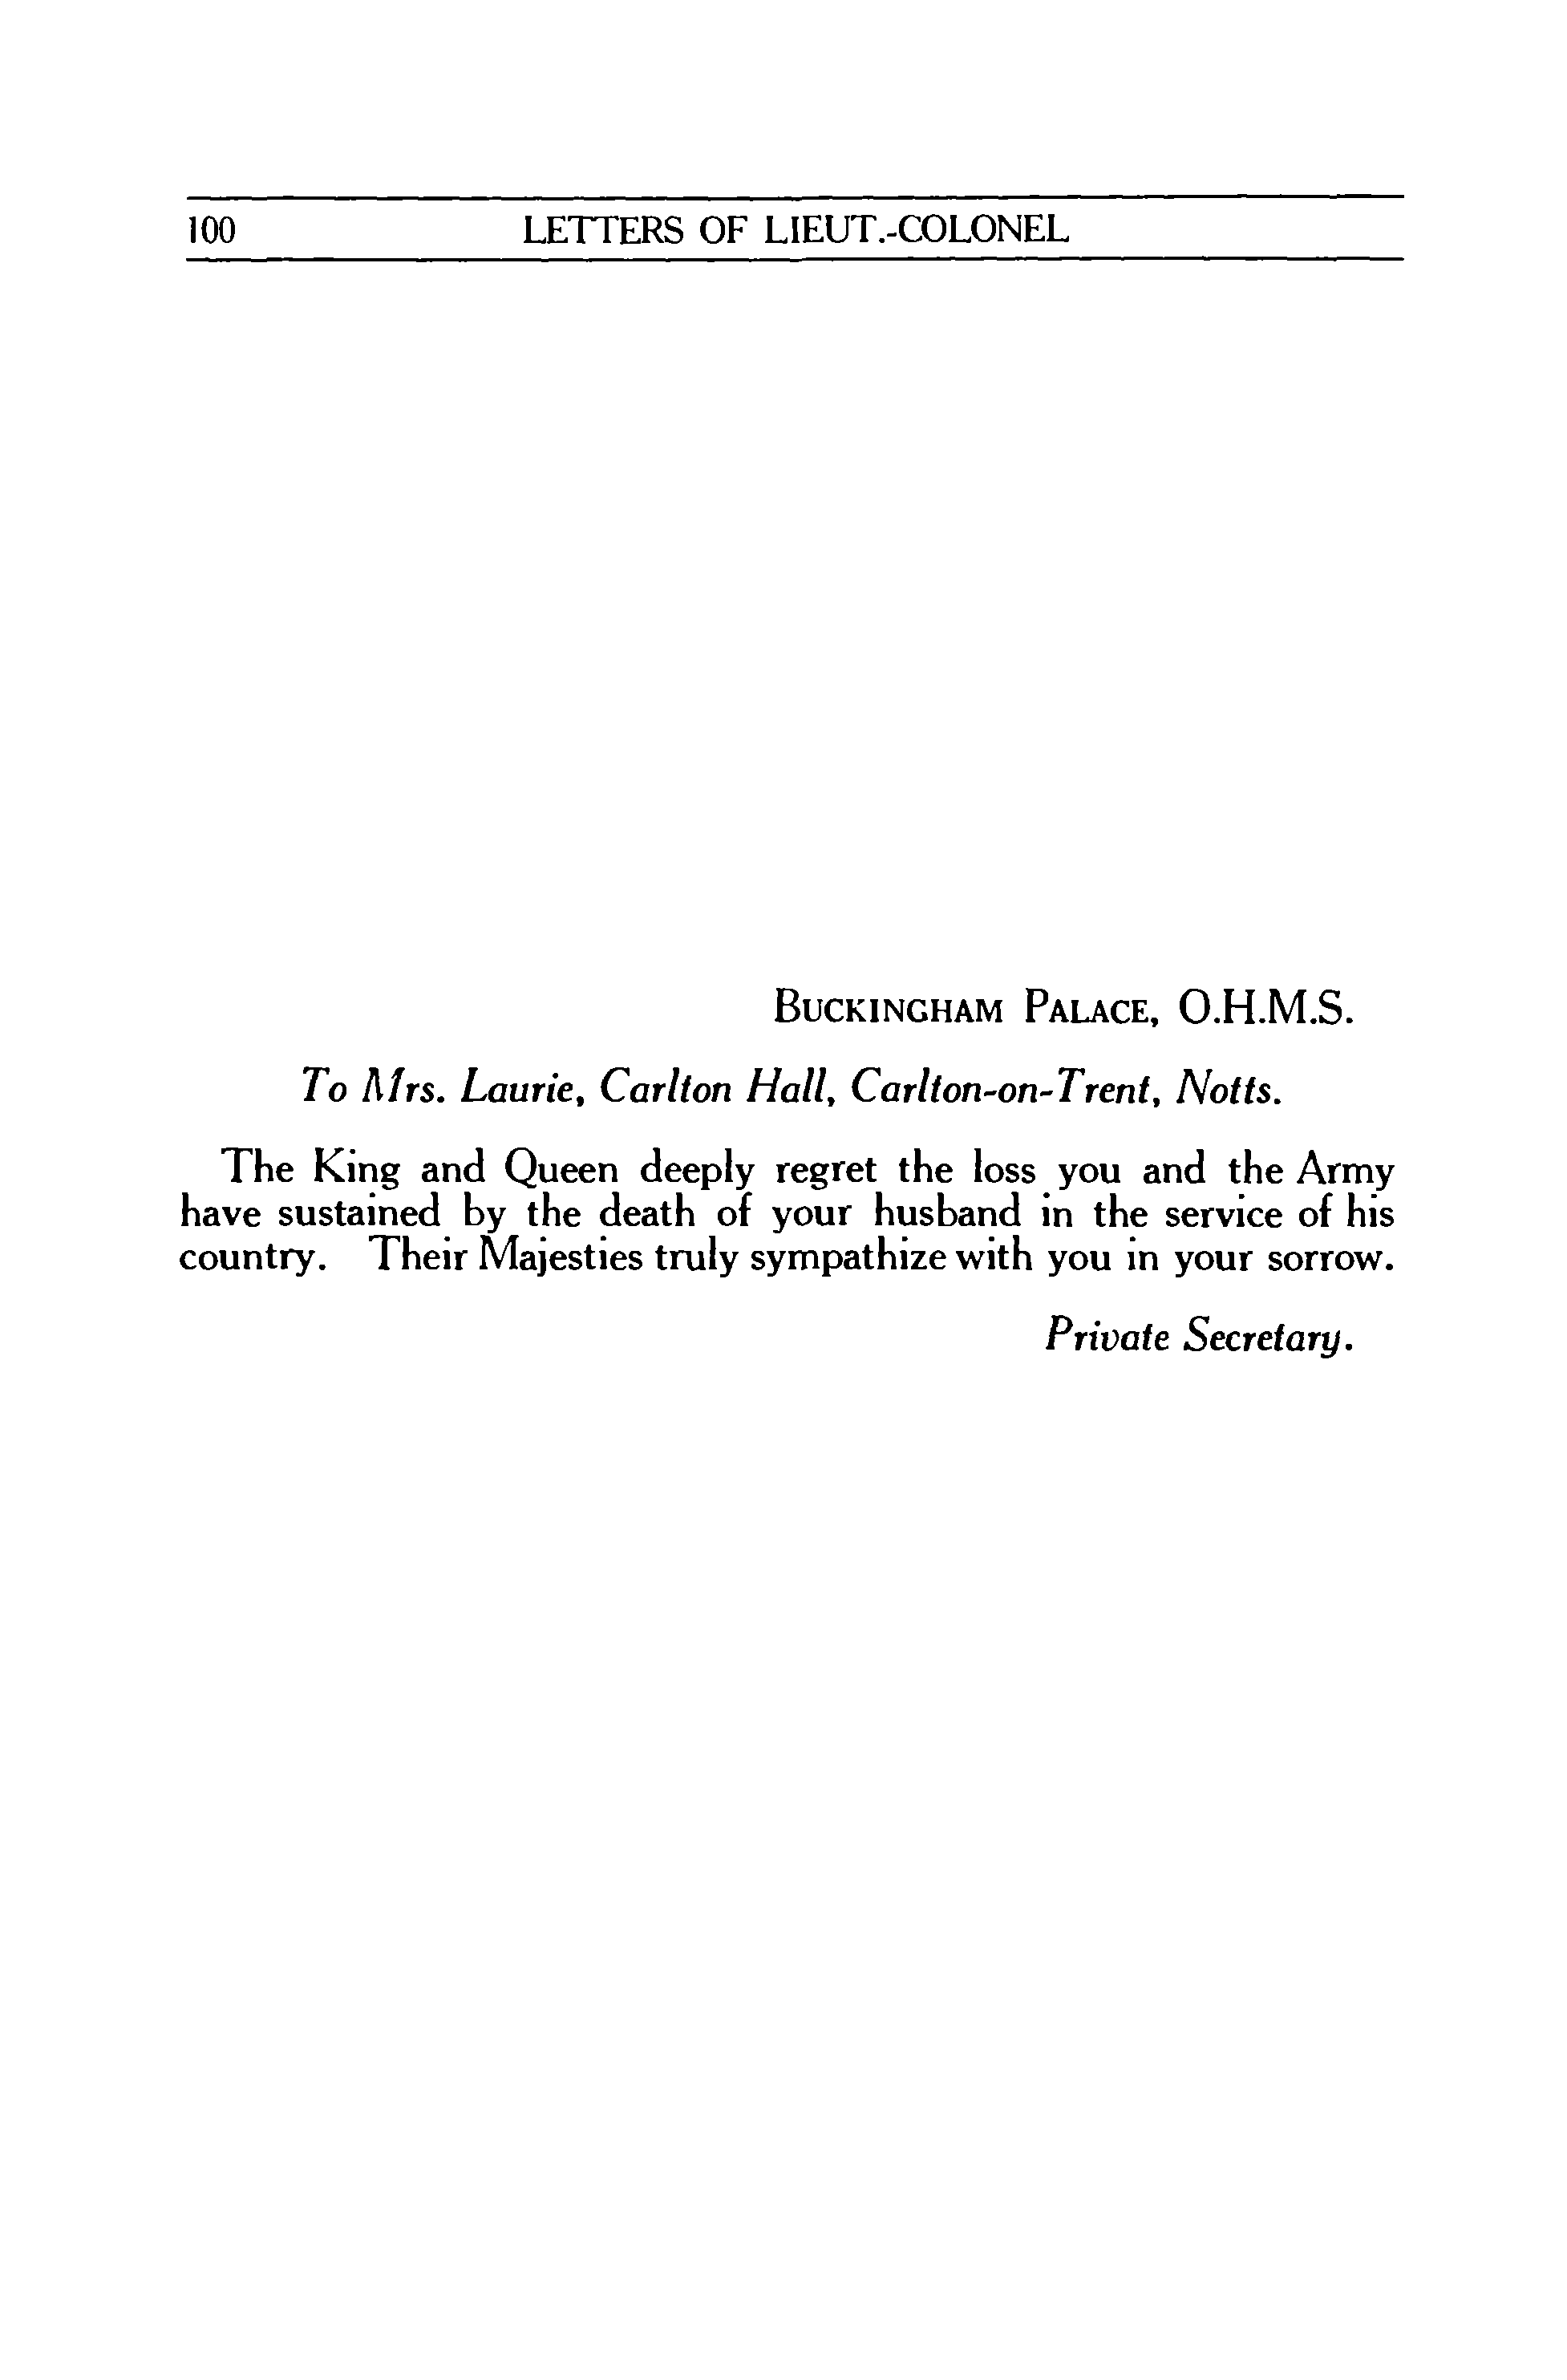 100 LETTERS OF LIEUT.-COLONEL
BUCKINGHAM PALACE, O.H.M.S.
To Mrs. Laurie, Carlton Hall, Carlton-on-Trent, Notts.
The King and Queen deeply regret the loss you and the Army
have sustained by the death of your husband in the service of his
country. Their Majesties truly sympathize with you in your sorrow.
Private Secretary.